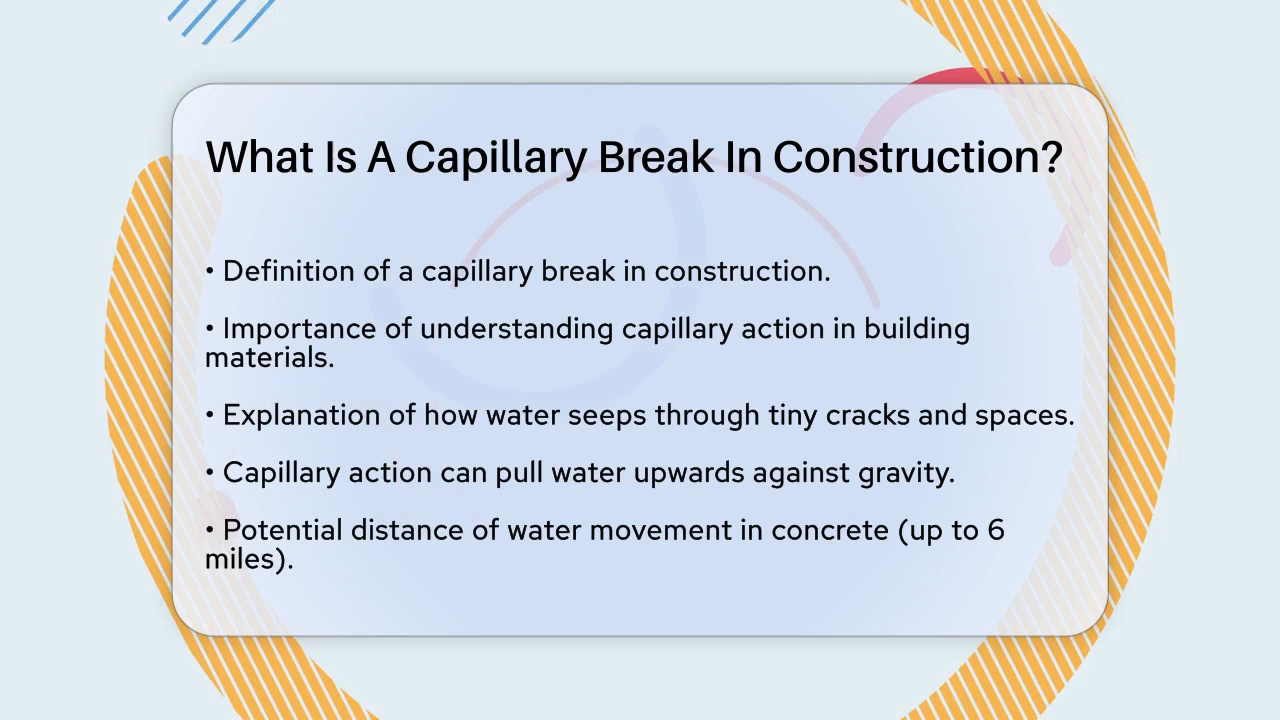 What Is A Capillary Break In Construction?
• Definition of a capillary break in construction.
• Importance of understanding capillary action in building
materials.
• Explanation of how water seeps through tiny cracks and spaces.
• Capillary action can pull water upwards against gravity.
• Potential distance of water movement in concrete (up to 6
miles).